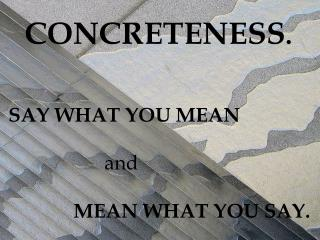 CONCRETENESS.
SAY WHAT YOU MEAN
and
MEAN WHAT YOU SAY.